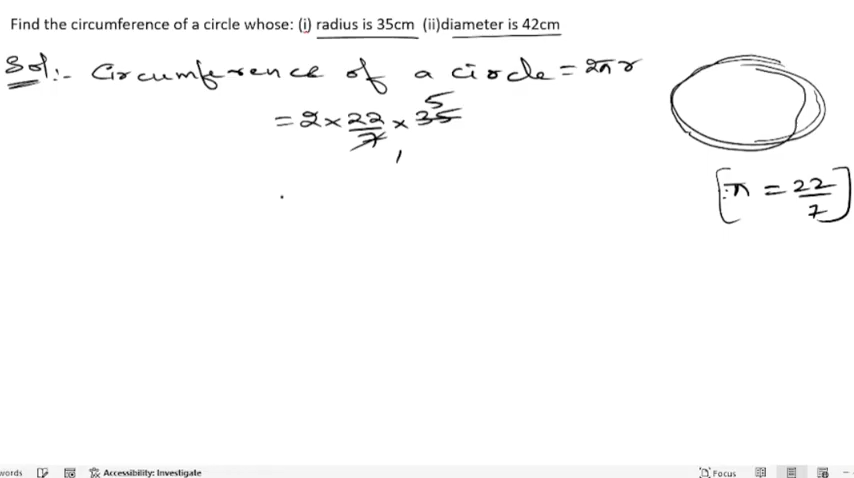 Find the circumference of a circle whose: (i) radius is 35cm (ii)diameter is 42cm
Sol:- Circumference of a circle = 2πr
= 2 × 22/7 × 35 5
1
[∵ π = 22/7]
words Accessibility: Investigate Focus